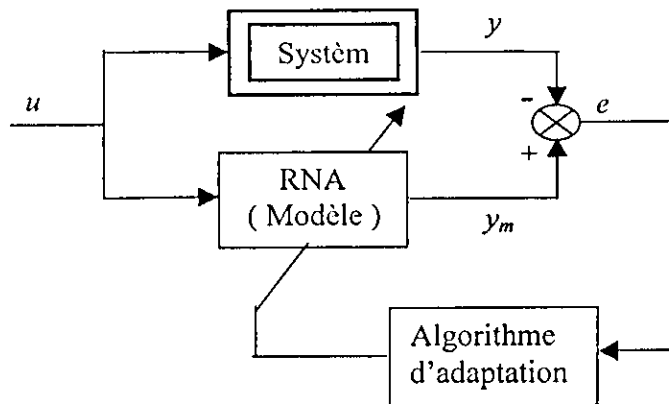 Systèm
y
u
-
e
+
RNA
( Modèle )
y_m
Algorithme
d'adaptation